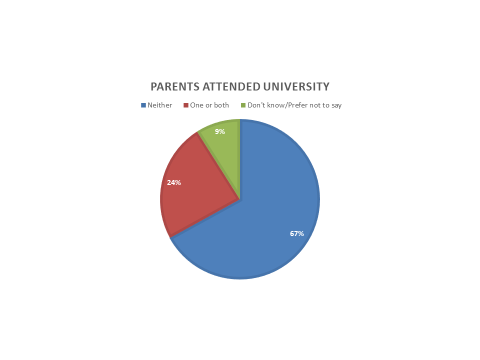 PARENTS ATTENDED UNIVERSITY
Neither One or both Don't know/Prefer not to say
9%
24%
67%